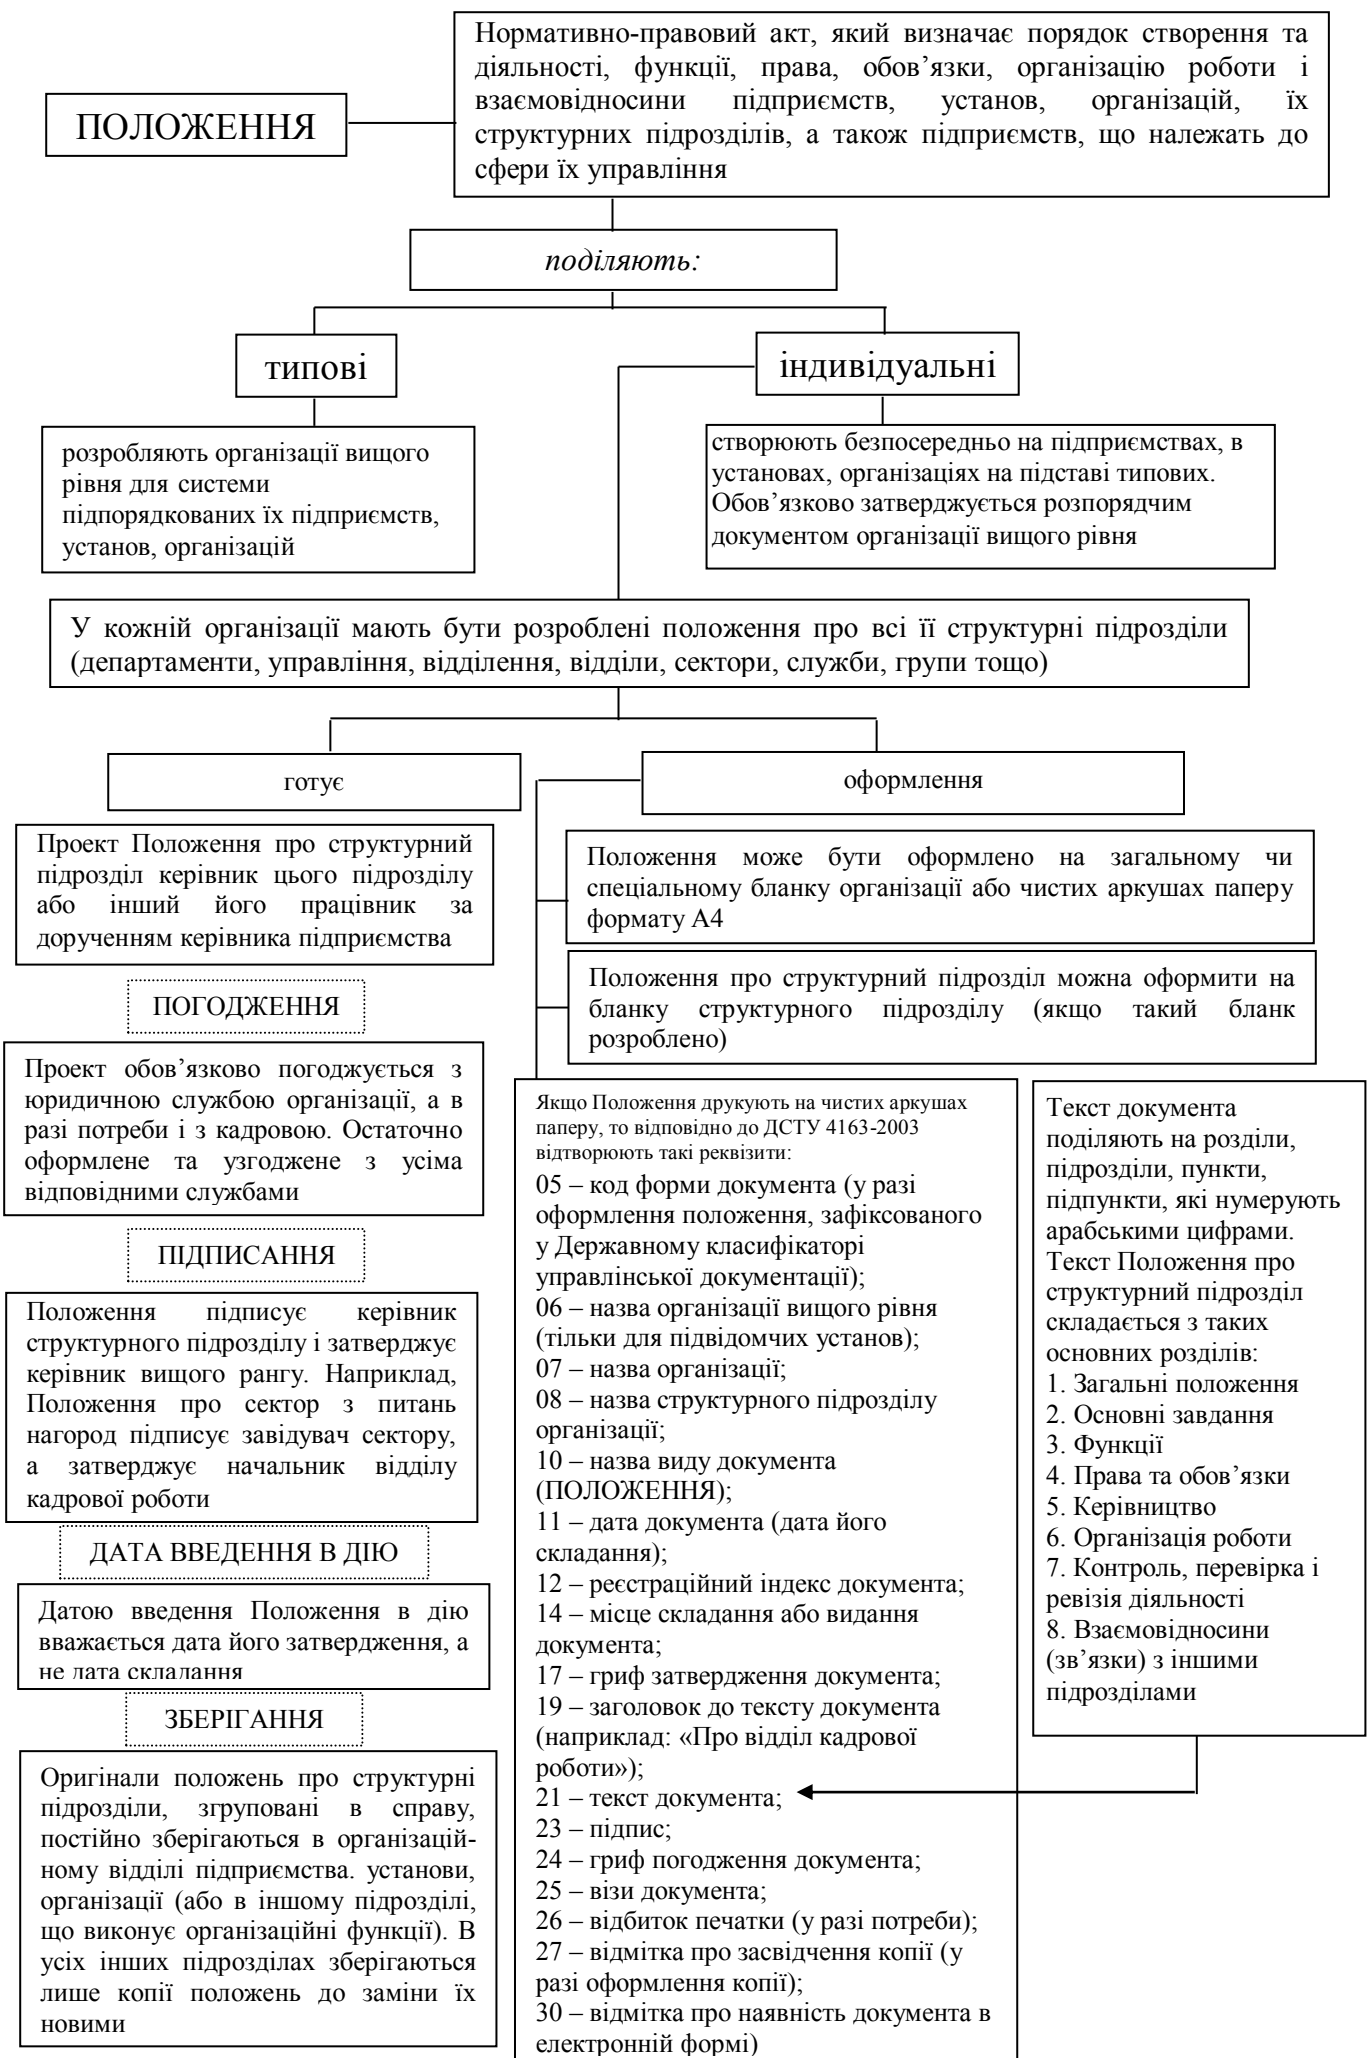 ПОЛОЖЕННЯ
Нормативно-правовий акт, який визначає порядок створення та
діяльності, функції, права, обов’язки, організацію роботи і
взаємовідносини підприємств, установ, організацій, їх
структурних підрозділів, а також підприємств, що належать до
сфери їх управління
поділяють:
типові
індивідуальні
розробляють організації вищого
рівня для системи
підпорядкованих їх підприємств,
установ, організацій
створюють безпосередньо на підприємствах, в
установах, організаціях на підставі типових.
Обов’язково затверджується розпорядчим
документом організації вищого рівня
У кожній організації мають бути розроблені положення про всі її структурні підрозділи
(департаменти, управління, відділення, відділи, сектори, служби, групи тощо)
готує
Проект Положення про структурний
підрозділ керівник цього підрозділу
або інший його працівник за
дорученням керівника підприємства
ПОГОДЖЕННЯ
Проект обов’язково погоджується з
юридичною службою організації, а в
разі потреби і з кадровою. Остаточно
оформлене та узгоджене з усіма
відповідними службами
ПІДПИСАННЯ
Положення підписує керівник
структурного підрозділу і затверджує
керівник вищого рангу. Наприклад,
Положення про сектор з питань
нагород підписує завідувач сектору,
а затверджує начальник відділу
кадрової роботи
ДАТА ВВЕДЕННЯ В ДІЮ
Датою введення Положення в дію
вважається дата його затвердження, а
не дата складання
ЗБЕРІГАННЯ
Оригінали положень про структурні
підрозділи, згруповані в справу,
постійно зберігаються в організацій-
ному відділі підприємства. установи,
організації (або в іншому підрозділі,
що виконує організаційні функції). В
усіх інших підрозділах зберігаються
лише копії положень до заміни їх
новими
оформлення
Положення може бути оформлено на загальному чи
спеціальному бланку організації або чистих аркушах паперу
формату А4
Положення про структурний підрозділ можна оформити на
бланку структурного підрозділу (якщо такий бланк
розроблено)
Якщо Положення друкують на чистих аркушах
паперу, то відповідно до ДСТУ 4163-2003
відтворюють такі реквізити:
05 – код форми документа (у разі
оформлення положення, зафіксованого
у Державному класифікаторі
управлінської документації);
06 – назва організації вищого рівня
(тільки для підвідомчих установ);
07 – назва організації;
08 – назва структурного підрозділу
організації;
10 – назва виду документа
(ПОЛОЖЕННЯ);
11 – дата документа (дата його
складання);
12 – реєстраційний індекс документа;
14 – місце складання або видання
документа;
17 – гриф затвердження документа;
19 – заголовок до тексту документа
(наприклад: «Про відділ кадрової
роботи»);
21 – текст документа;
23 – підпис;
24 – гриф погодження документа;
25 – візи документа;
26 – відбиток печатки (у разі потреби);
27 – відмітка про засвідчення копії (у
разі оформлення копії);
30 – відмітка про наявність документа в
електронній формі)
Текст документа
поділяють на розділи,
підрозділи, пункти,
підпункти, які нумерують
арабськими цифрами.
Текст Положення про
структурний підрозділ
складається з таких
основних розділів:
1. Загальні положення
2. Основні завдання
3. Функції
4. Права та обов’язки
5. Керівництво
6. Організація роботи
7. Контроль, перевірка і
ревізія діяльності
8. Взаємовідносини
(зв’язки) з іншими
підрозділами